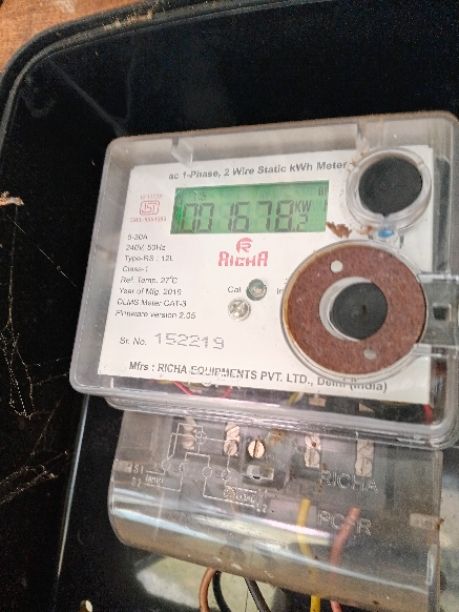 ac 1-Phase, 2 Wire Static kWh Meter
001678 KW
RICHA
5-30A
240V, 50Hz
Type-RS : 12L
Class-1
Cal
Ref. Temp. 27°C
Year of Mfg. 2015
DLMS Meter CAT-3
Firmware version 2.05
Sr. No. 152219
Mfrs : RICHA EQUIPMENTS PVT. LTD., Delhi (India)
RICHA